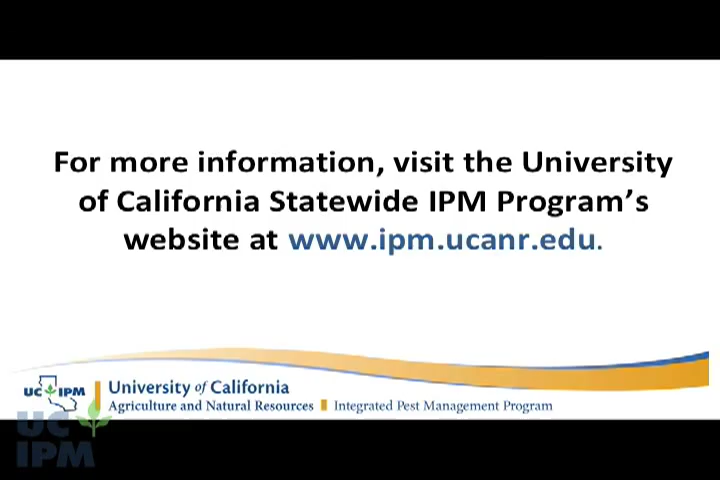 For more information, visit the University
of California Statewide IPM Program's
website at www.ipm.ucanr.edu.
UC IPM
University of California
Agriculture and Natural Resources Integrated Pest Management Program
UC
IPM